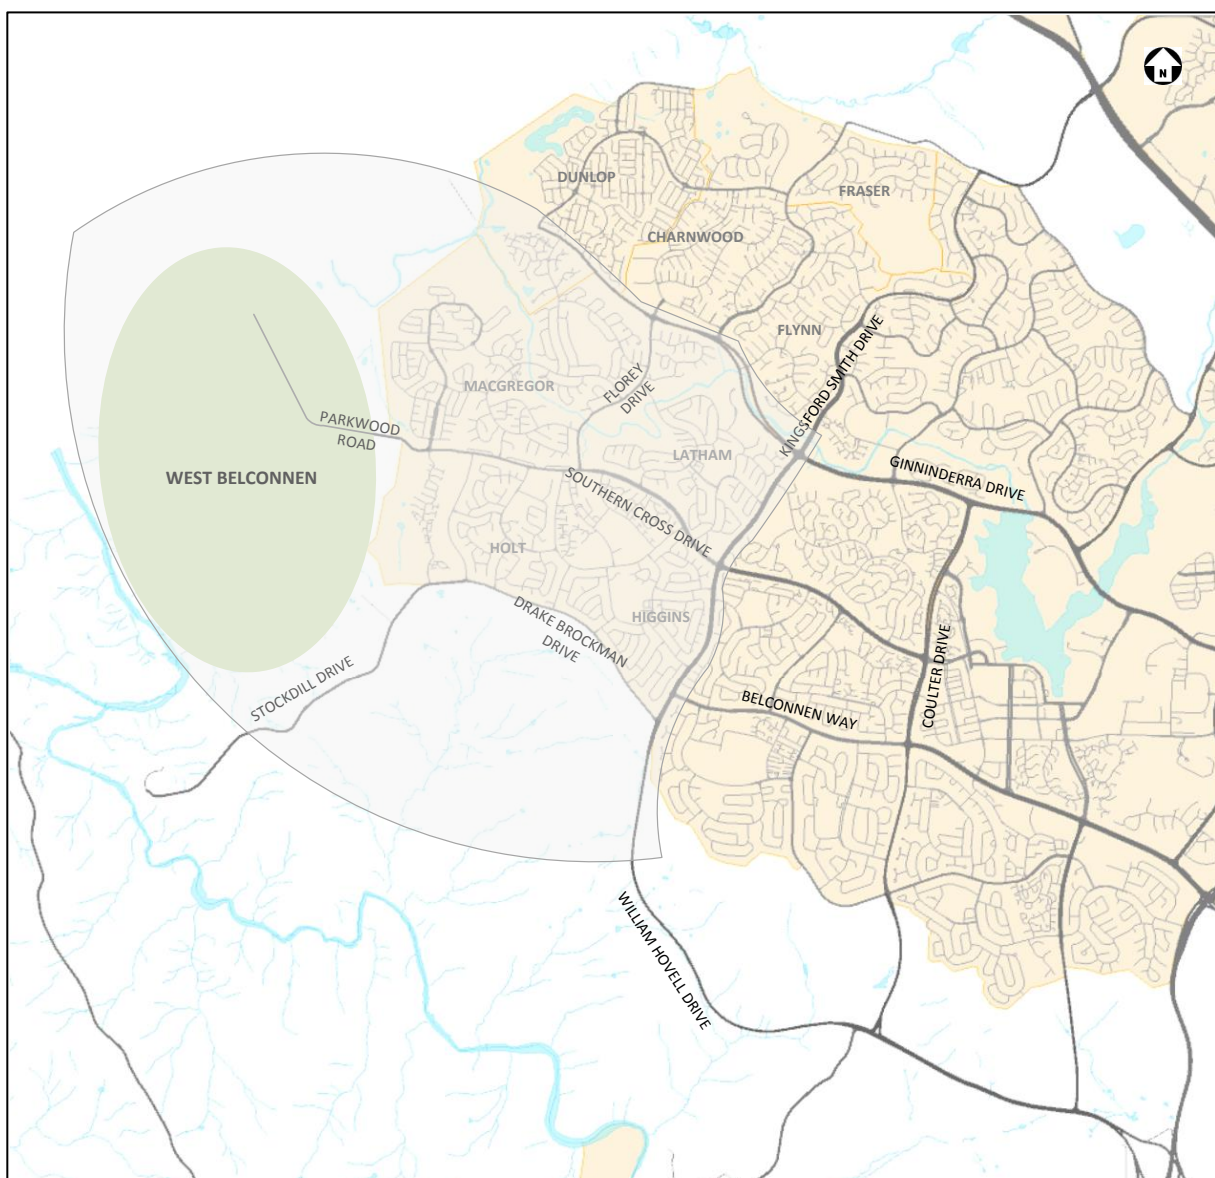 N
DUNLOP
FRASER
CHARNWOOD
FLYNN
KINGSFORD SMITH DRIVE
MACGREGOR
FLOREY
DRIVE
PARKWOOD
ROAD
LATHAM
WEST BELCONNEN
GINNINDERRA DRIVE
SOUTHERN CROSS DRIVE
HOLT
HIGGINS
DRAKE BROCKMAN
DRIVE
COULTER DRIVE
STOCKDILL DRIVE
BELCONNEN WAY
WILLIAM HOVELL DRIVE